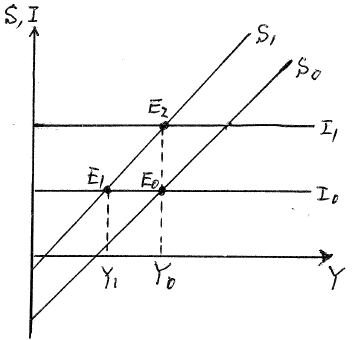 S, I
S₁
S₀
E₂
I₁
E₁
E₀
I₀
Y₁
Y₀
Y